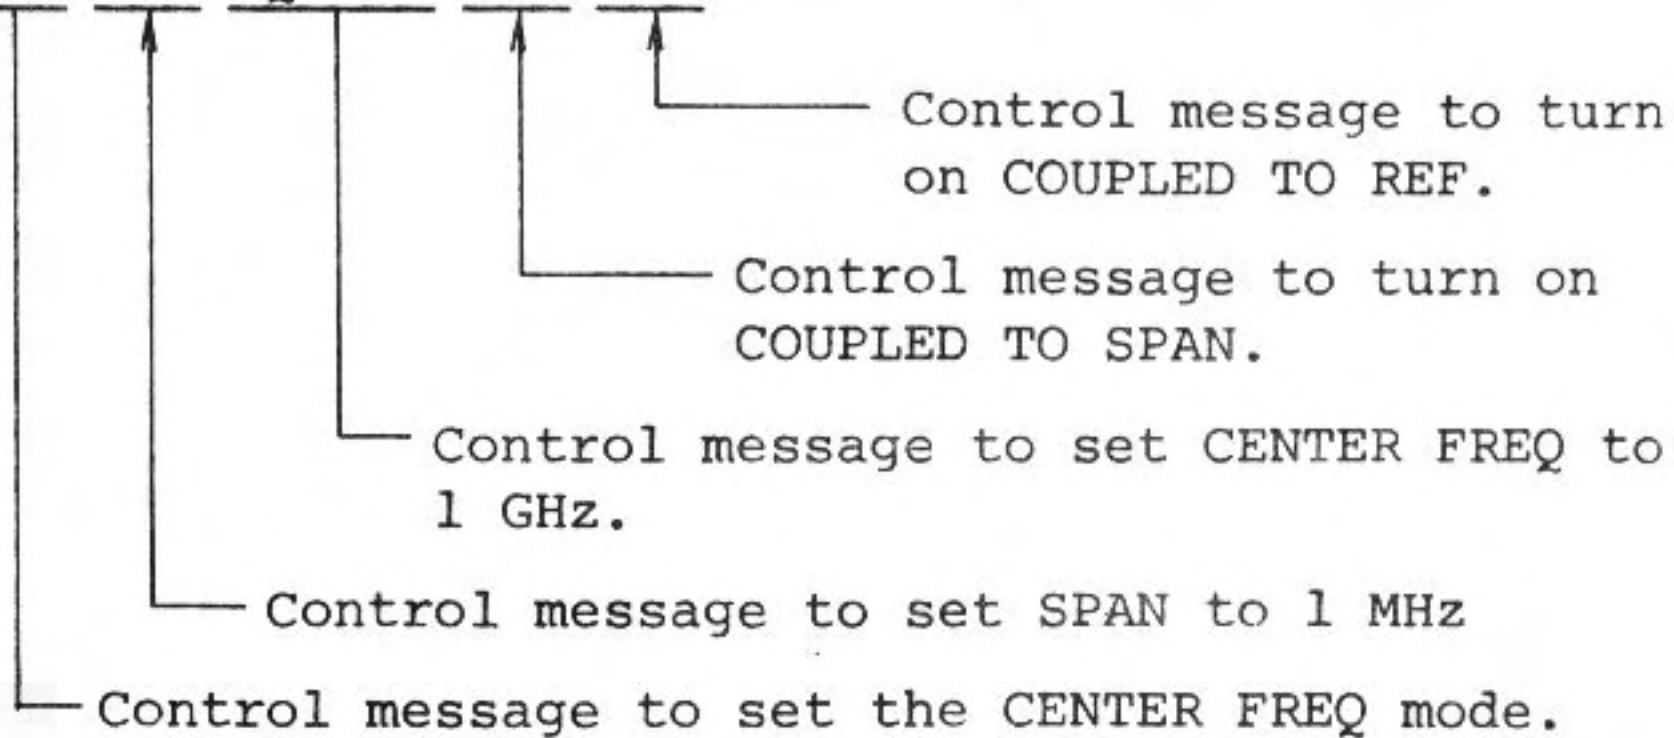 Control message to turn
on COUPLED TO REF.
Control message to turn on
COUPLED TO SPAN.
Control message to set CENTER FREQ to
1 GHz.
Control message to set SPAN to 1 MHz
Control message to set the CENTER FREQ mode.